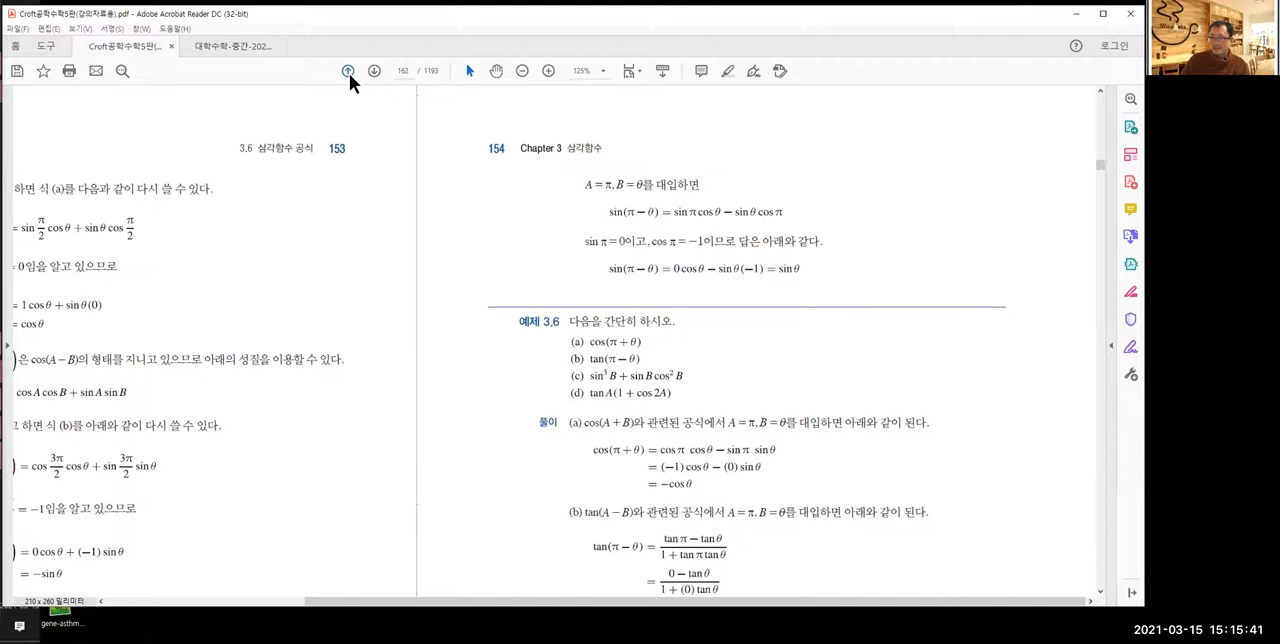 Croft공학수학5판(강의자료용).pdf - Adobe Acrobat Reader DC (32-bit)
파일(F) 편집(E) 보기(V) 서명(S) 창(W) 도움말(H)
홈 도구 Croft공학수학5판(... × 대학수학-중간-202... 로그인
162 / 1193 125%
3.6 삼각함수 공식 153
하면 식 (a)를 다음과 같이 다시 쓸 수 있다.
= sin π/2 cos θ + sin θ cos π/2
= 0임을 알고 있으므로
= 1 cos θ + sin θ (0)
= cos θ
)은 cos(A − B)의 형태를 지니고 있으므로 아래의 성질을 이용할 수 있다.
cos A cos B + sin A sin B
고 하면 식 (b)를 아래와 같이 다시 쓸 수 있다.
) = cos 3π/2 cos θ + sin 3π/2 sin θ
= −1임을 알고 있으므로
) = 0 cos θ + (−1) sin θ
= −sin θ
154 Chapter 3 삼각함수
A = π, B = θ를 대입하면
sin(π − θ) = sin π cos θ − sin θ cos π
sin π = 0이고, cos π = −1이므로 답은 아래와 같다.
sin(π − θ) = 0 cos θ − sin θ (−1) = sin θ
예제 3.6 다음을 간단히 하시오.
(a) cos(π + θ)
(b) tan(π − θ)
(c) sin³ B + sin B cos² B
(d) tan A(1 + cos 2A)
풀이 (a) cos(A + B)와 관련된 공식에서 A = π, B = θ를 대입하면 아래와 같이 된다.
cos(π + θ) = cos π cos θ − sin π sin θ
= (−1) cos θ − (0) sin θ
= −cos θ
(b) tan(A − B)와 관련된 공식에서 A = π, B = θ를 대입하면 아래와 같이 된다.
tan(π − θ) = tan π − tan θ / 1 + tan π tan θ
= 0 − tan θ / 1 + (0) tan θ
210 x 260 밀리미터
gene-asthm...
2021-03-15 15:15:41